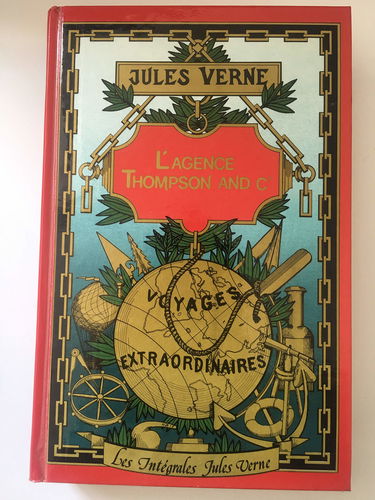 JULES VERNE
L'AGENCE
THOMPSON AND Cº
VOYAGES
EXTRAORDINAIRES
Les Intégrales Jules Verne